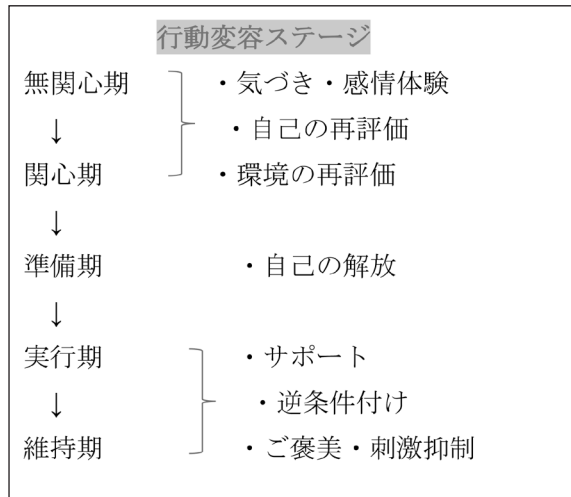 行動変容ステージ
無関心期 ・気づき・感情体験
↓ ・自己の再評価
関心期 ・環境の再評価
↓
準備期 ・自己の解放
↓
実行期 ・サポート
↓ ・逆条件付け
維持期 ・ご褒美・刺激抑制